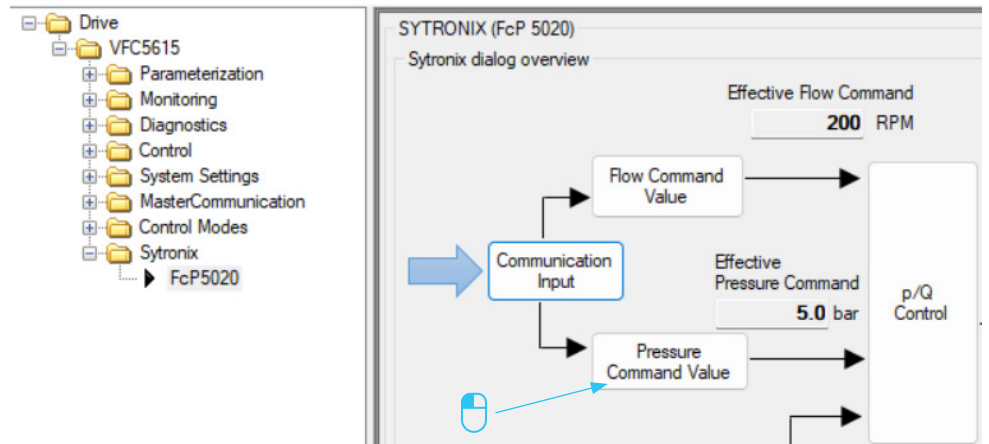 Drive
VFC5615
Parameterization
Monitoring
Diagnostics
Control
System Settings
MasterCommunication
Control Modes
Sytronix
FcP5020
SYTRONIX (FcP 5020)
Sytronix dialog overview
Effective Flow Command
200 RPM
Flow Command
Value
Communication
Input
Effective
Pressure Command
5.0 bar
p/Q
Control
Pressure
Command Value